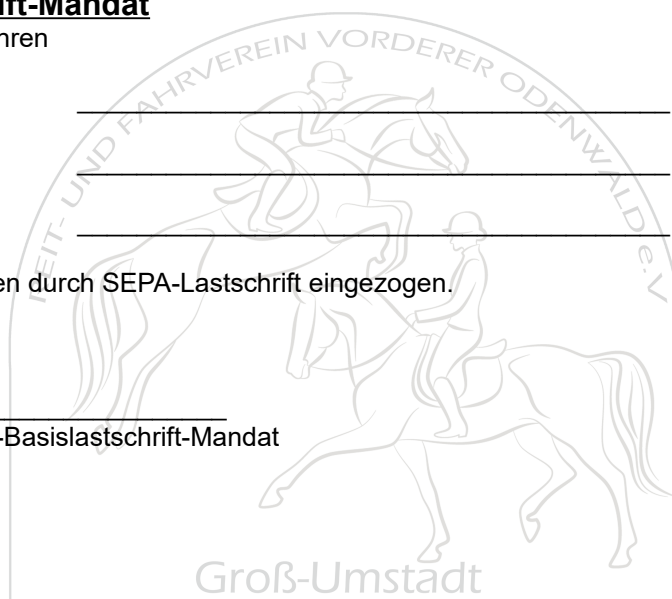 ift-Mandat
hren
REIT- UND FAHRVEREIN VORDERER ODENWALD e.V
en durch SEPA-Lastschrift eingezogen.
-Basislastschrift-Mandat
Groß-Umstadt